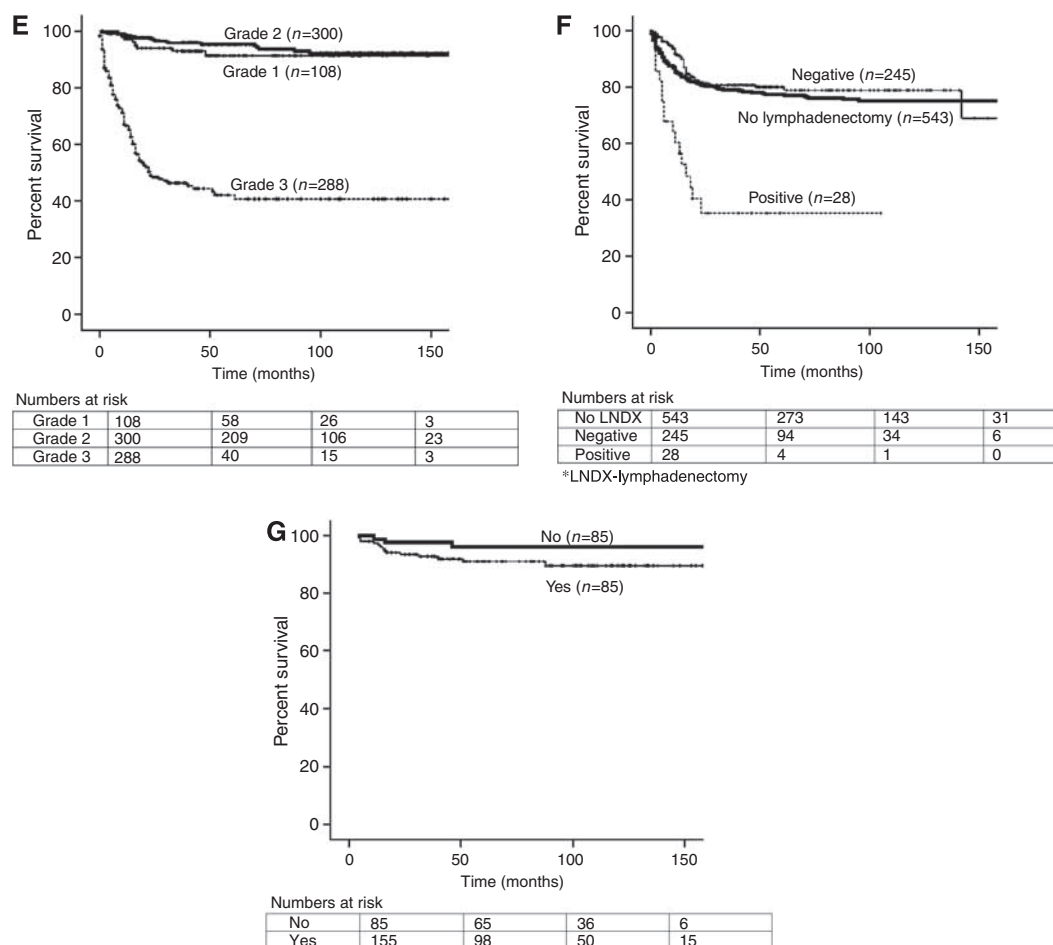 E
100
80
60
40
20
0
Percent survival
Grade 2 (n=300)
Grade 1 (n=108)
Grade 3 (n=288)
0 50 100 150
Time (months)
Numbers at risk
Grade 1 108 58 26 3
Grade 2 300 209 106 23
Grade 3 288 40 15 3
F
100
80
60
40
20
0
Percent survival
Negative (n=245)
No lymphadenectomy (n=543)
Positive (n=28)
0 50 100 150
Time (months)
Numbers at risk
No LNDX 543 273 143 31
Negative 245 94 34 6
Positive 28 4 1 0
*LNDX-lymphadenectomy
G
100
80
60
40
20
0
Percent survival
No (n=85)
Yes (n=85)
0 50 100 150
Time (months)
Numbers at risk
No 85 65 36 6
Yes 155 98 50 15